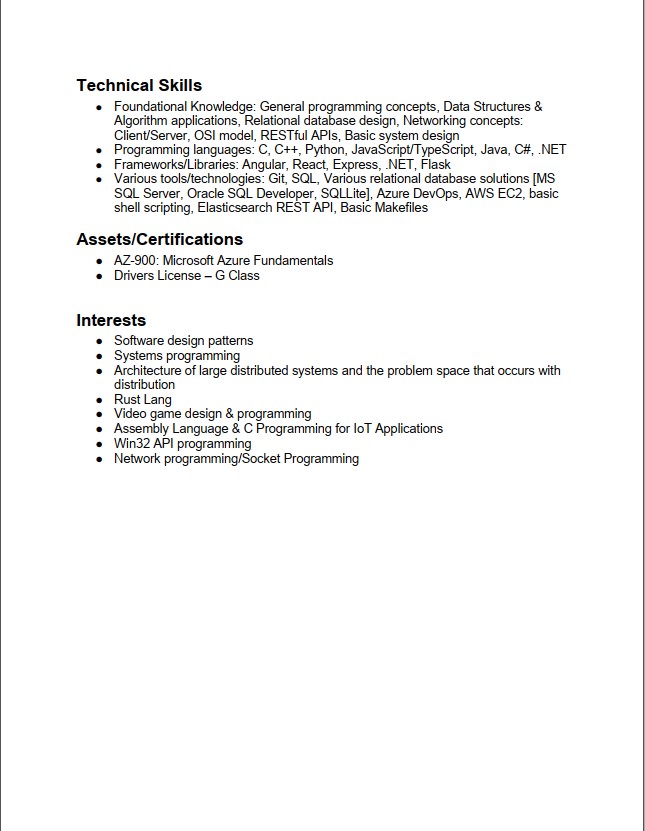 Technical Skills
● Foundational Knowledge: General programming concepts, Data Structures &
Algorithm applications, Relational database design, Networking concepts:
Client/Server, OSI model, RESTful APIs, Basic system design
● Programming languages: C, C++, Python, JavaScript/TypeScript, Java, C#, .NET
● Frameworks/Libraries: Angular, React, Express, .NET, Flask
● Various tools/technologies: Git, SQL, Various relational database solutions [MS
SQL Server, Oracle SQL Developer, SQLLite], Azure DevOps, AWS EC2, basic
shell scripting, Elasticsearch REST API, Basic Makefiles
Assets/Certifications
● AZ-900: Microsoft Azure Fundamentals
● Drivers License – G Class
Interests
● Software design patterns
● Systems programming
● Architecture of large distributed systems and the problem space that occurs with
distribution
● Rust Lang
● Video game design & programming
● Assembly Language & C Programming for IoT Applications
● Win32 API programming
● Network programming/Socket Programming